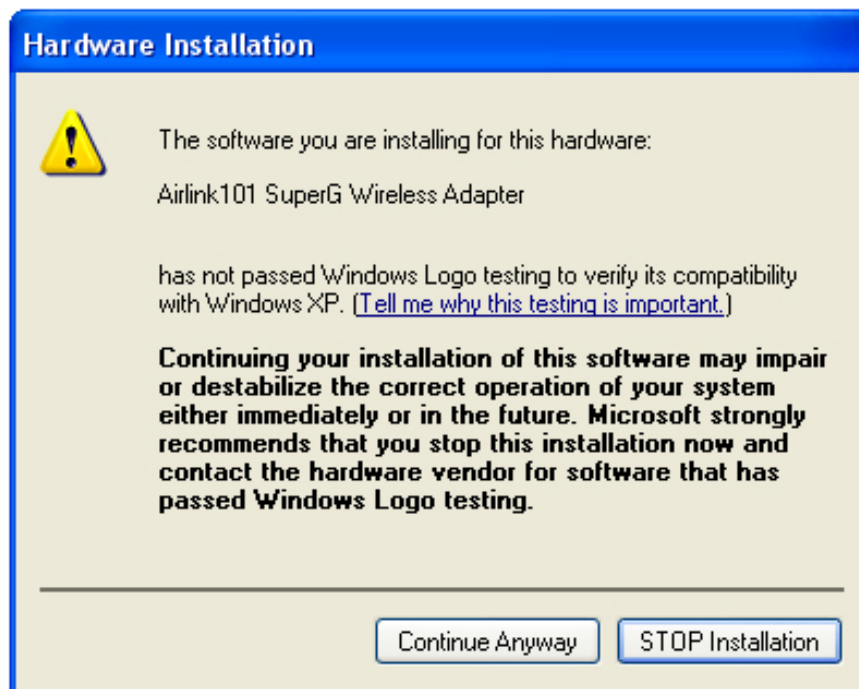 Hardware Installation
The software you are installing for this hardware:
Airlink101 SuperG Wireless Adapter
has not passed Windows Logo testing to verify its compatibility
with Windows XP. (Tell me why this testing is important.)
Continuing your installation of this software may impair
or destabilize the correct operation of your system
either immediately or in the future. Microsoft strongly
recommends that you stop this installation now and
contact the hardware vendor for software that has
passed Windows Logo testing.
Continue Anyway STOP Installation